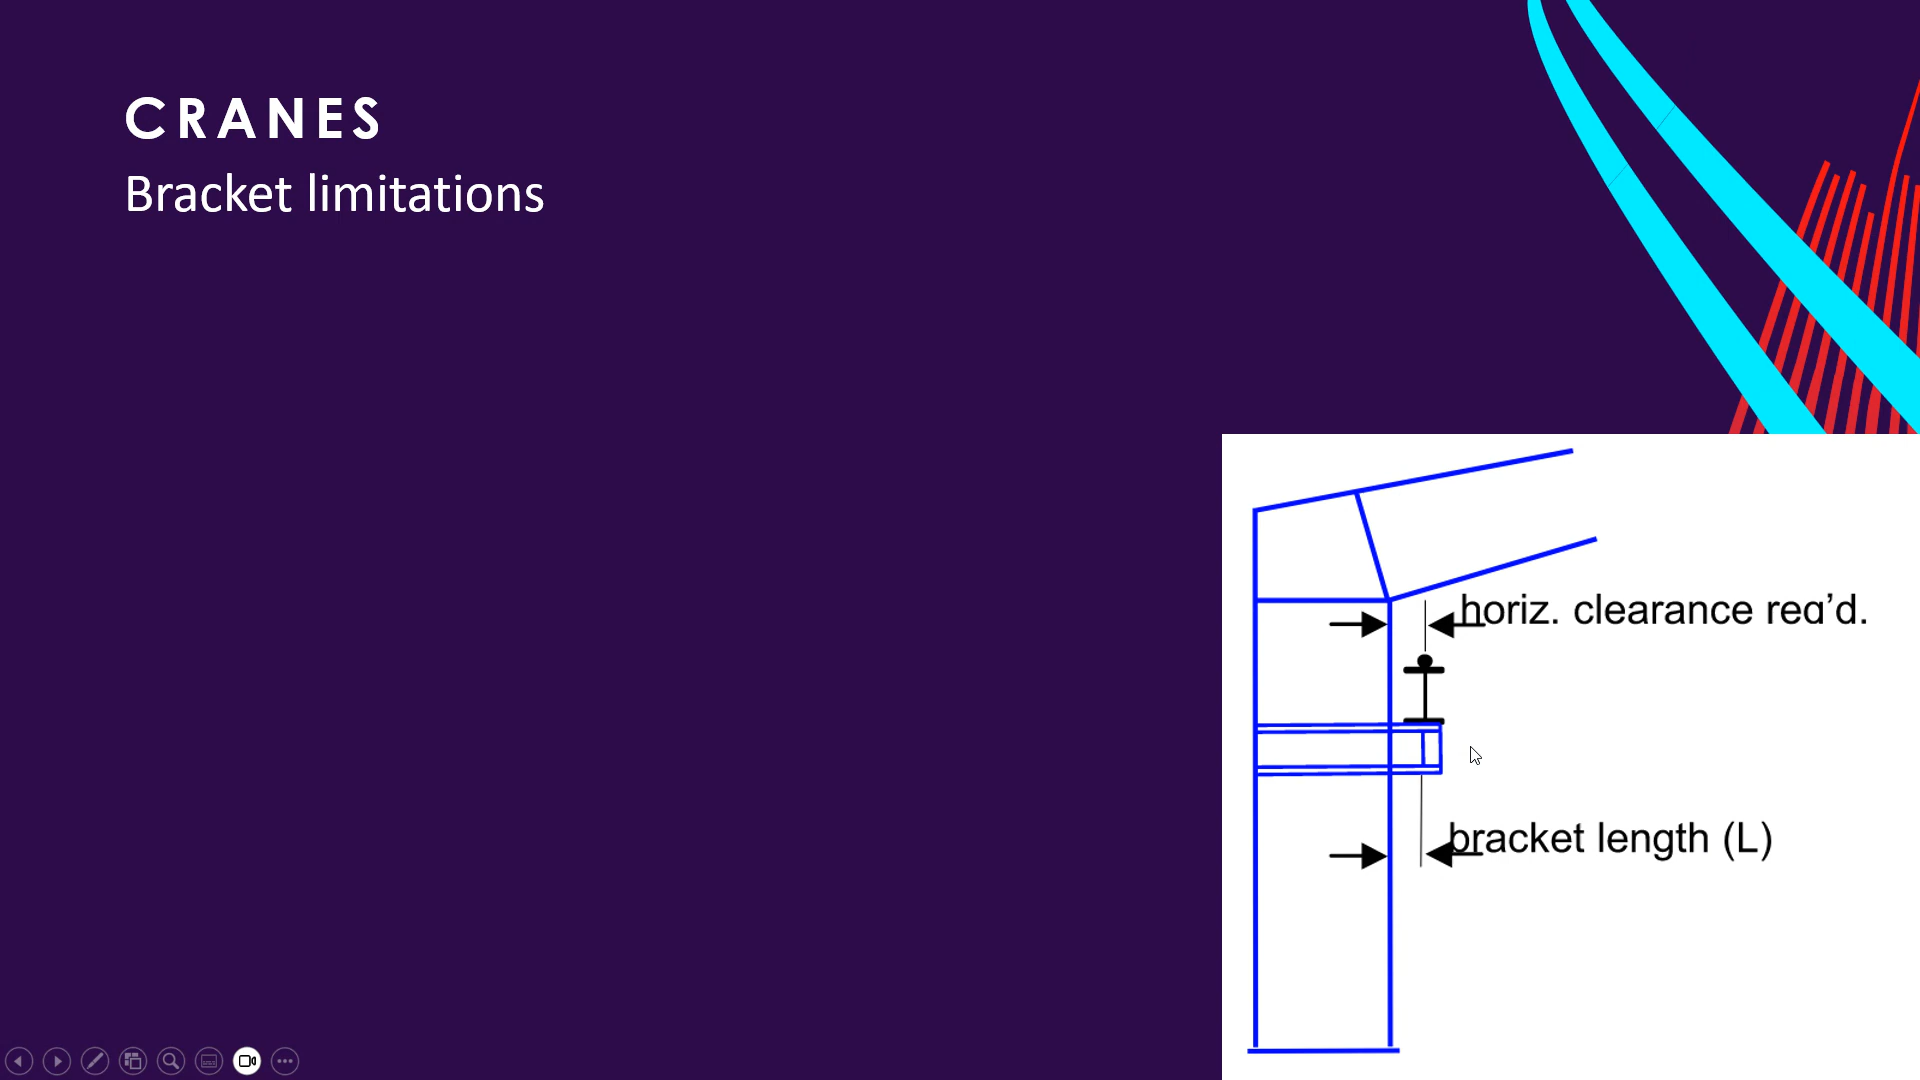 CRANES
Bracket limitations
horiz. clearance req’d.
bracket length (L)